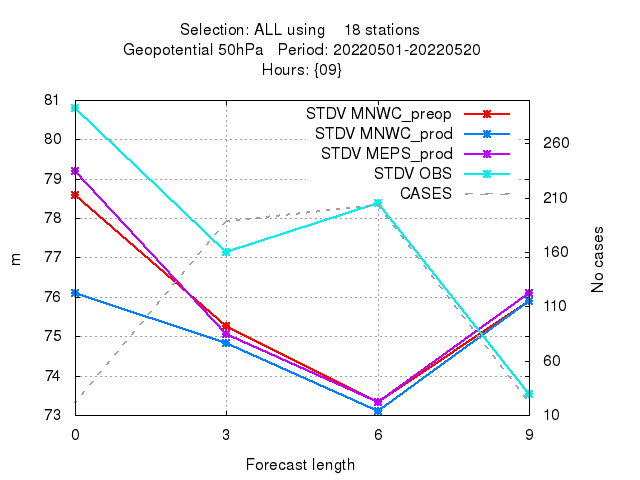 Selection: ALL using    18 stations
Geopotential 50hPa   Period: 20220501-20220520
Hours: {09}
STDV MNWC_preop
STDV MNWC_prod
STDV MEPS_prod
STDV OBS
CASES
81
80
79
78
77
76
75
74
73
m
260
210
160
110
60
10
No cases
0 3 6 9
Forecast length